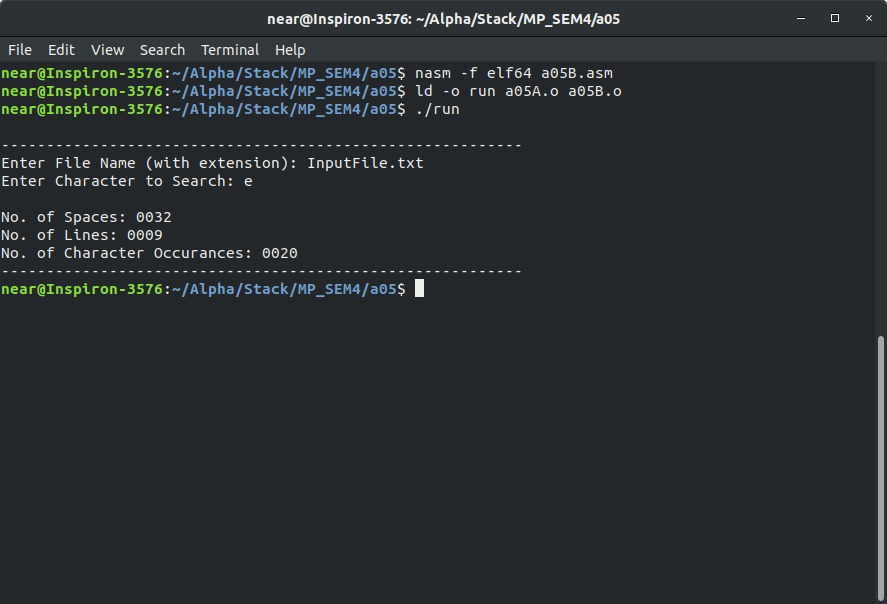 near@Inspiron-3576: ~/Alpha/Stack/MP_SEM4/a05
File Edit View Search Terminal Help
near@Inspiron-3576:~/Alpha/Stack/MP_SEM4/a05$ nasm -f elf64 a05B.asm
near@Inspiron-3576:~/Alpha/Stack/MP_SEM4/a05$ ld -o run a05A.o a05B.o
near@Inspiron-3576:~/Alpha/Stack/MP_SEM4/a05$ ./run
----------------------------------------------------------
Enter File Name (with extension): InputFile.txt
Enter Character to Search: e
No. of Spaces: 0032
No. of Lines: 0009
No. of Character Occurances: 0020
----------------------------------------------------------
near@Inspiron-3576:~/Alpha/Stack/MP_SEM4/a05$